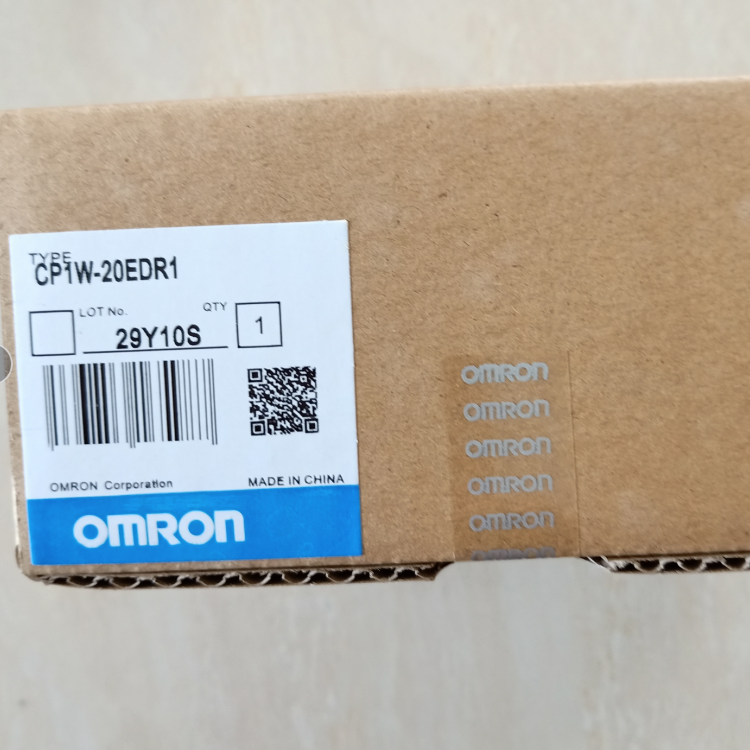 TYPE
CP1W-20EDR1
LOT No.
QTY
29Y10S
1
OMRON Corporation
MADE IN CHINA
OMRON
OMRON
OMRON
OMRON
OMRON
OMRON
OMRON